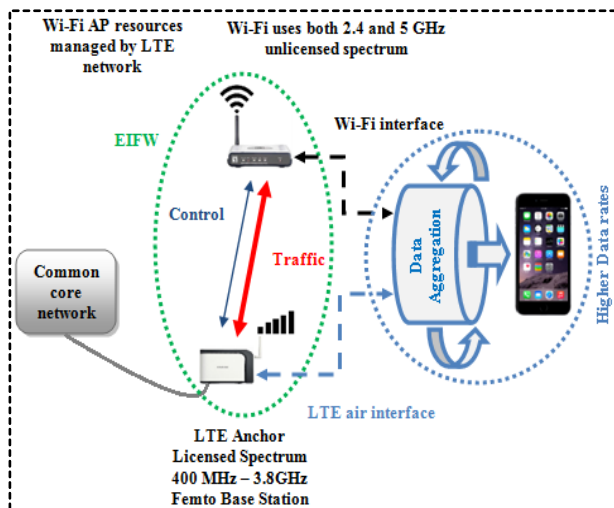 Wi-Fi AP resources
managed by LTE
network
Wi-Fi uses both 2.4 and 5 GHz
unlicensed spectrum
EIFW
Wi-Fi interface
Control
Traffic
Common
core
network
Data
Aggregation
Higher Data rates
LTE air interface
LTE Anchor
Licensed Spectrum
400 MHz – 3.8GHz
Femto Base Station